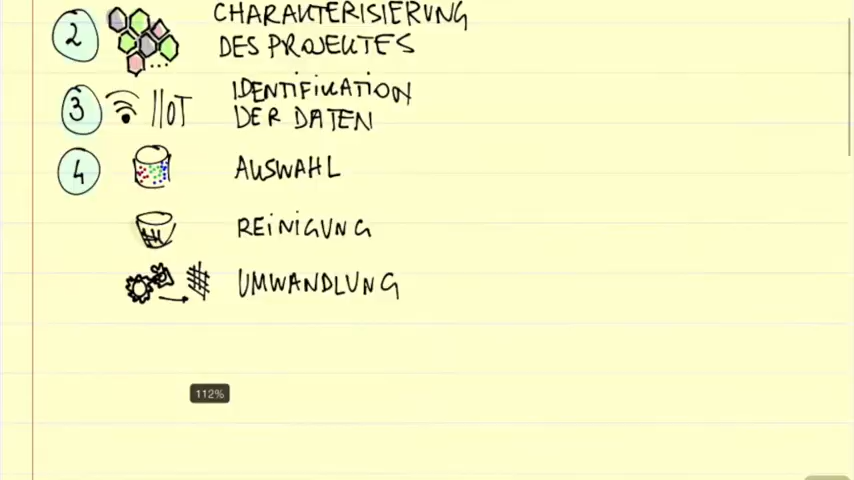 2 CHARAKTERISIERUNG
DES PROJEKTES
3 IIOT IDENTIFIKATION
DER DATEN
4 AUSWAHL
REINIGUNG
UMWANDLUNG
112%